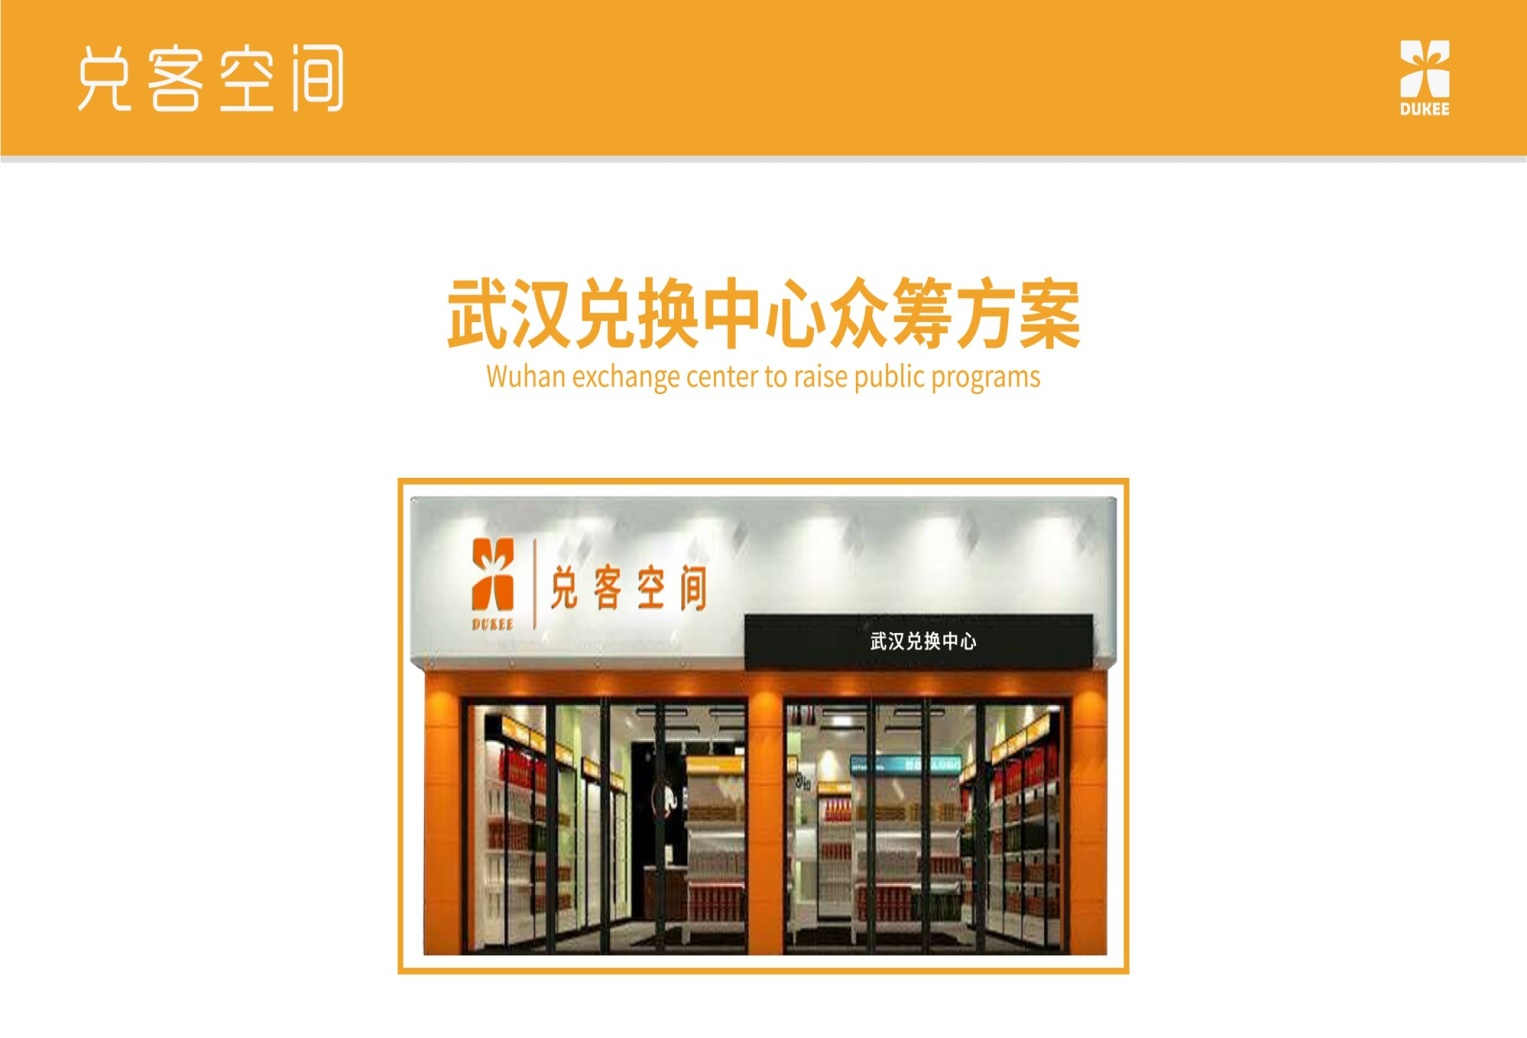 兑客空间
DUKEE
武汉兑换中心众筹方案
Wuhan exchange center to raise public programs
兑客空间
DUKEE
武汉兑换中心